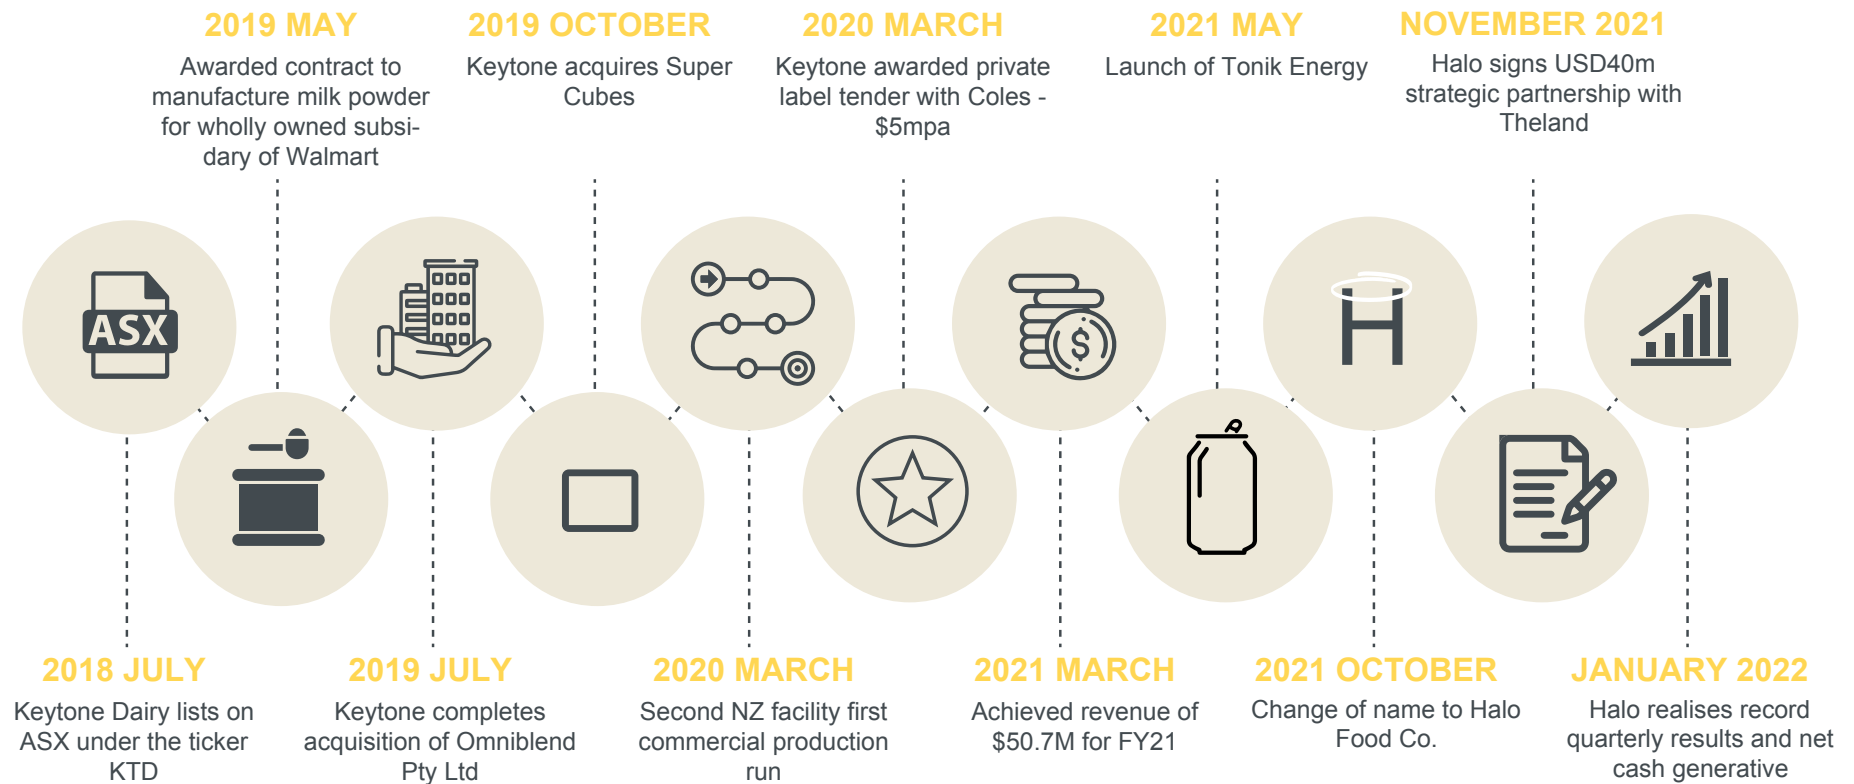 2019 MAY
Awarded contract to
manufacture milk powder
for wholly owned subsi-
dary of Walmart
2019 OCTOBER
Keytone acquires Super
Cubes
2020 MARCH
Keytone awarded private
label tender with Coles -
$5mpa
2021 MAY
Launch of Tonik Energy
NOVEMBER 2021
Halo signs USD40m
strategic partnership with
Theland
ASX
$
H
2018 JULY
Keytone Dairy lists on
ASX under the ticker
KTD
2019 JULY
Keytone completes
acquisition of Omniblend
Pty Ltd
2020 MARCH
Second NZ facility first
commercial production
run
2021 MARCH
Achieved revenue of
$50.7M for FY21
2021 OCTOBER
Change of name to Halo
Food Co.
JANUARY 2022
Halo realises record
quarterly results and net
cash generative